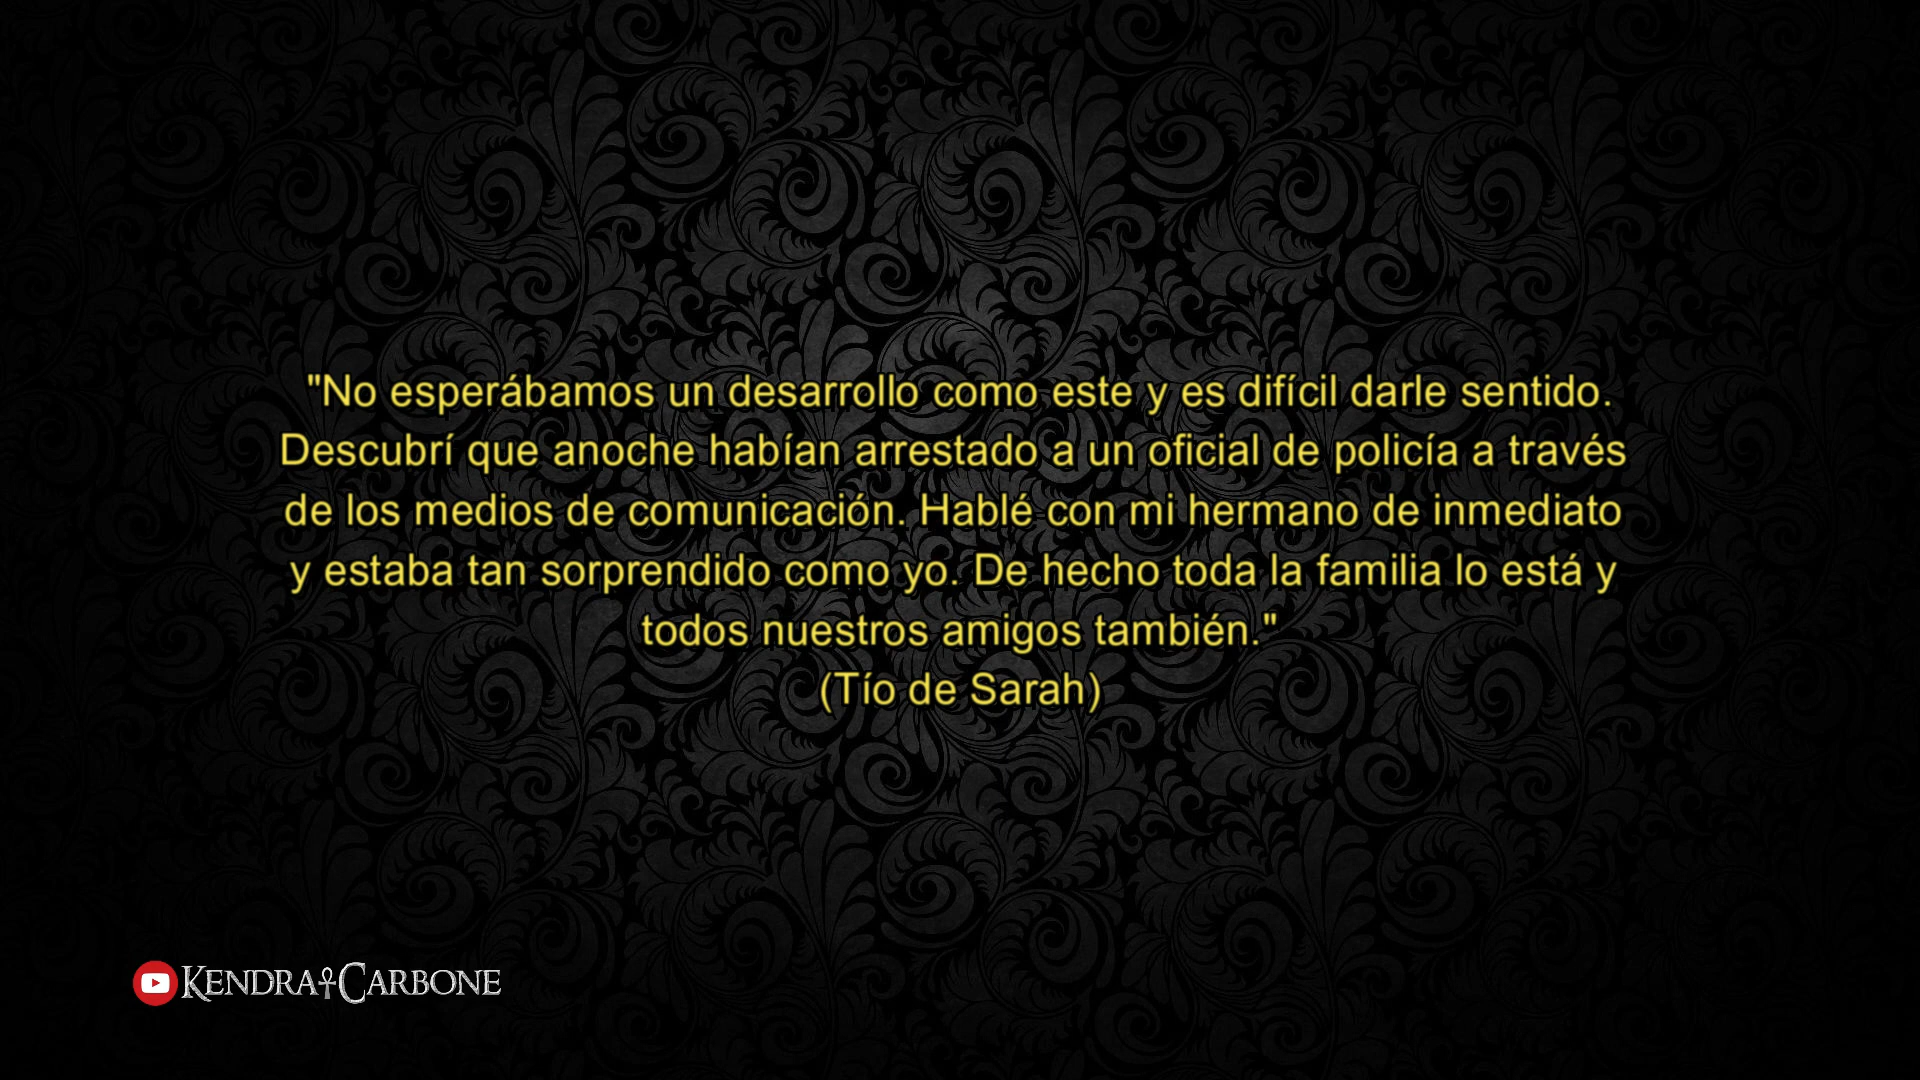 "No esperábamos un desarrollo como este y es difícil darle sentido.
Descubrí que anoche habían arrestado a un oficial de policía a través
de los medios de comunicación. Hablé con mi hermano de inmediato
y estaba tan sorprendido como yo. De hecho toda la familia lo está y
todos nuestros amigos también."
(Tío de Sarah)
KENDRA☥CARBONE